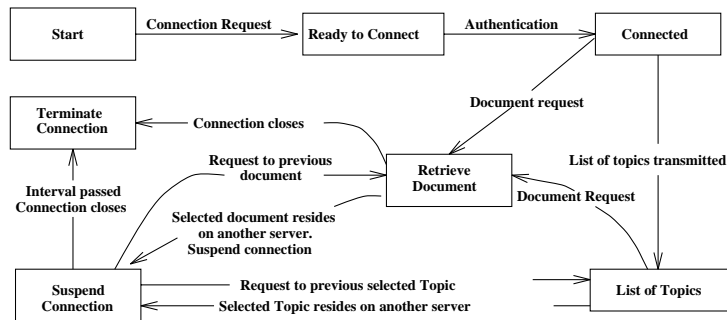 Start
Connection Request
Ready to Connect
Authentication
Connected
Document request
Terminate
Connection
Connection closes
Request to previous
document
Retrieve
Document
List of topics transmitted
Document Request
Interval passed
Connection closes
Selected document resides
on another server.
Suspend connection
Suspend
Connection
Request to previous selected Topic
Selected Topic resides on another server
List of Topics